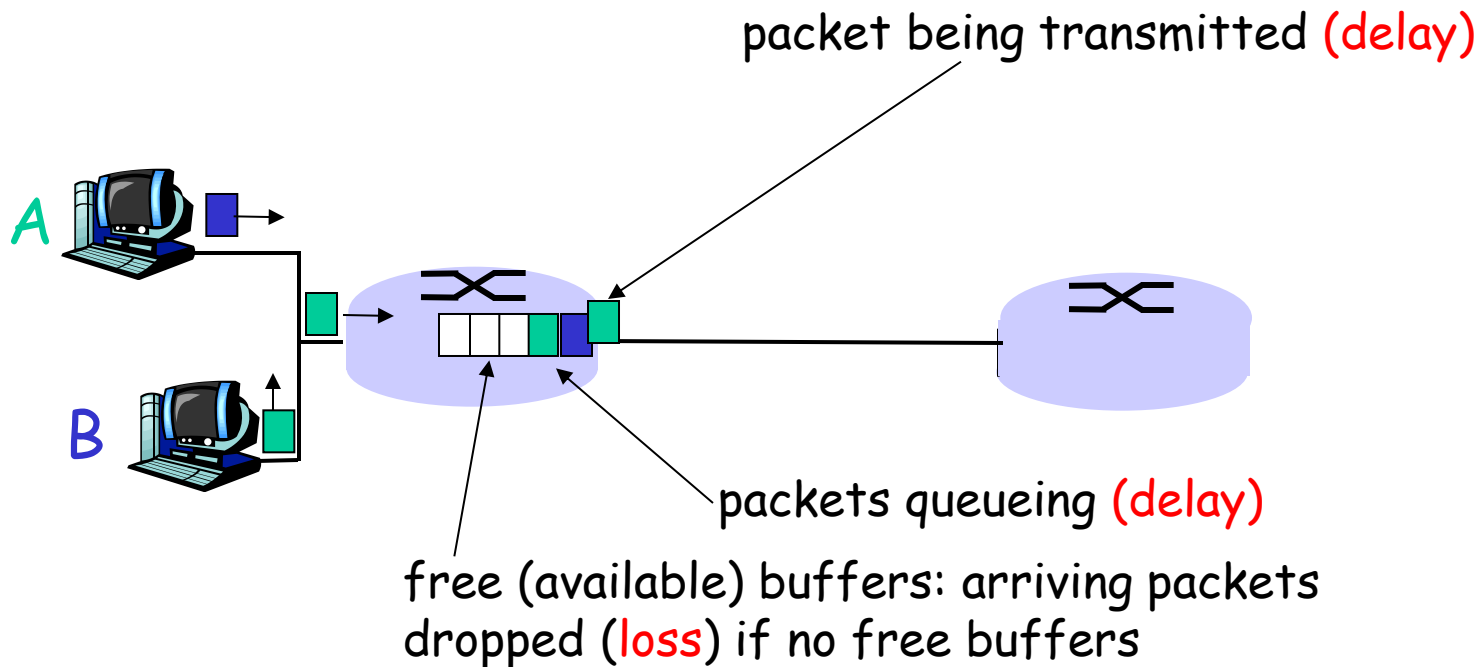 packet being transmitted (delay)
A
B
packets queueing (delay)
free (available) buffers: arriving packets
dropped (loss) if no free buffers